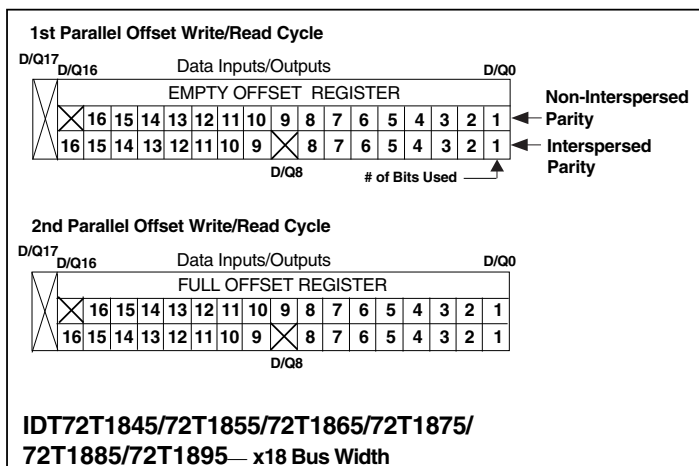 1st Parallel Offset Write/Read Cycle
D/Q17 D/Q16 Data Inputs/Outputs D/Q0
EMPTY OFFSET REGISTER
16 15 14 13 12 11 10 9 8 7 6 5 4 3 2 1 Non-Interspersed Parity
16 15 14 13 12 11 10 9 8 7 6 5 4 3 2 1 Interspersed Parity
D/Q8 # of Bits Used
2nd Parallel Offset Write/Read Cycle
D/Q17 D/Q16 Data Inputs/Outputs D/Q0
FULL OFFSET REGISTER
16 15 14 13 12 11 10 9 8 7 6 5 4 3 2 1
16 15 14 13 12 11 10 9 8 7 6 5 4 3 2 1
D/Q8
IDT72T1845/72T1855/72T1865/72T1875/
72T1885/72T1895— x18 Bus Width